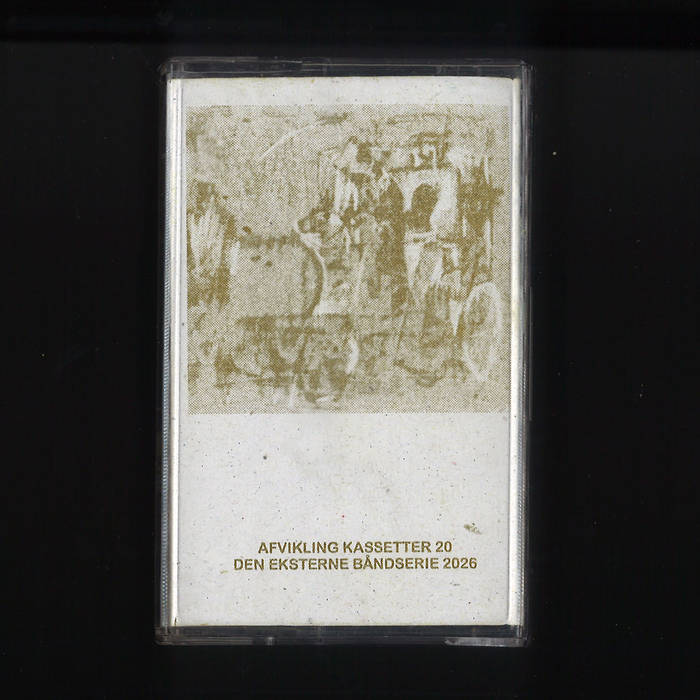 AFVIKLING KASSETTER 20
DEN EKSTERNE BÅNDSERIE 2026